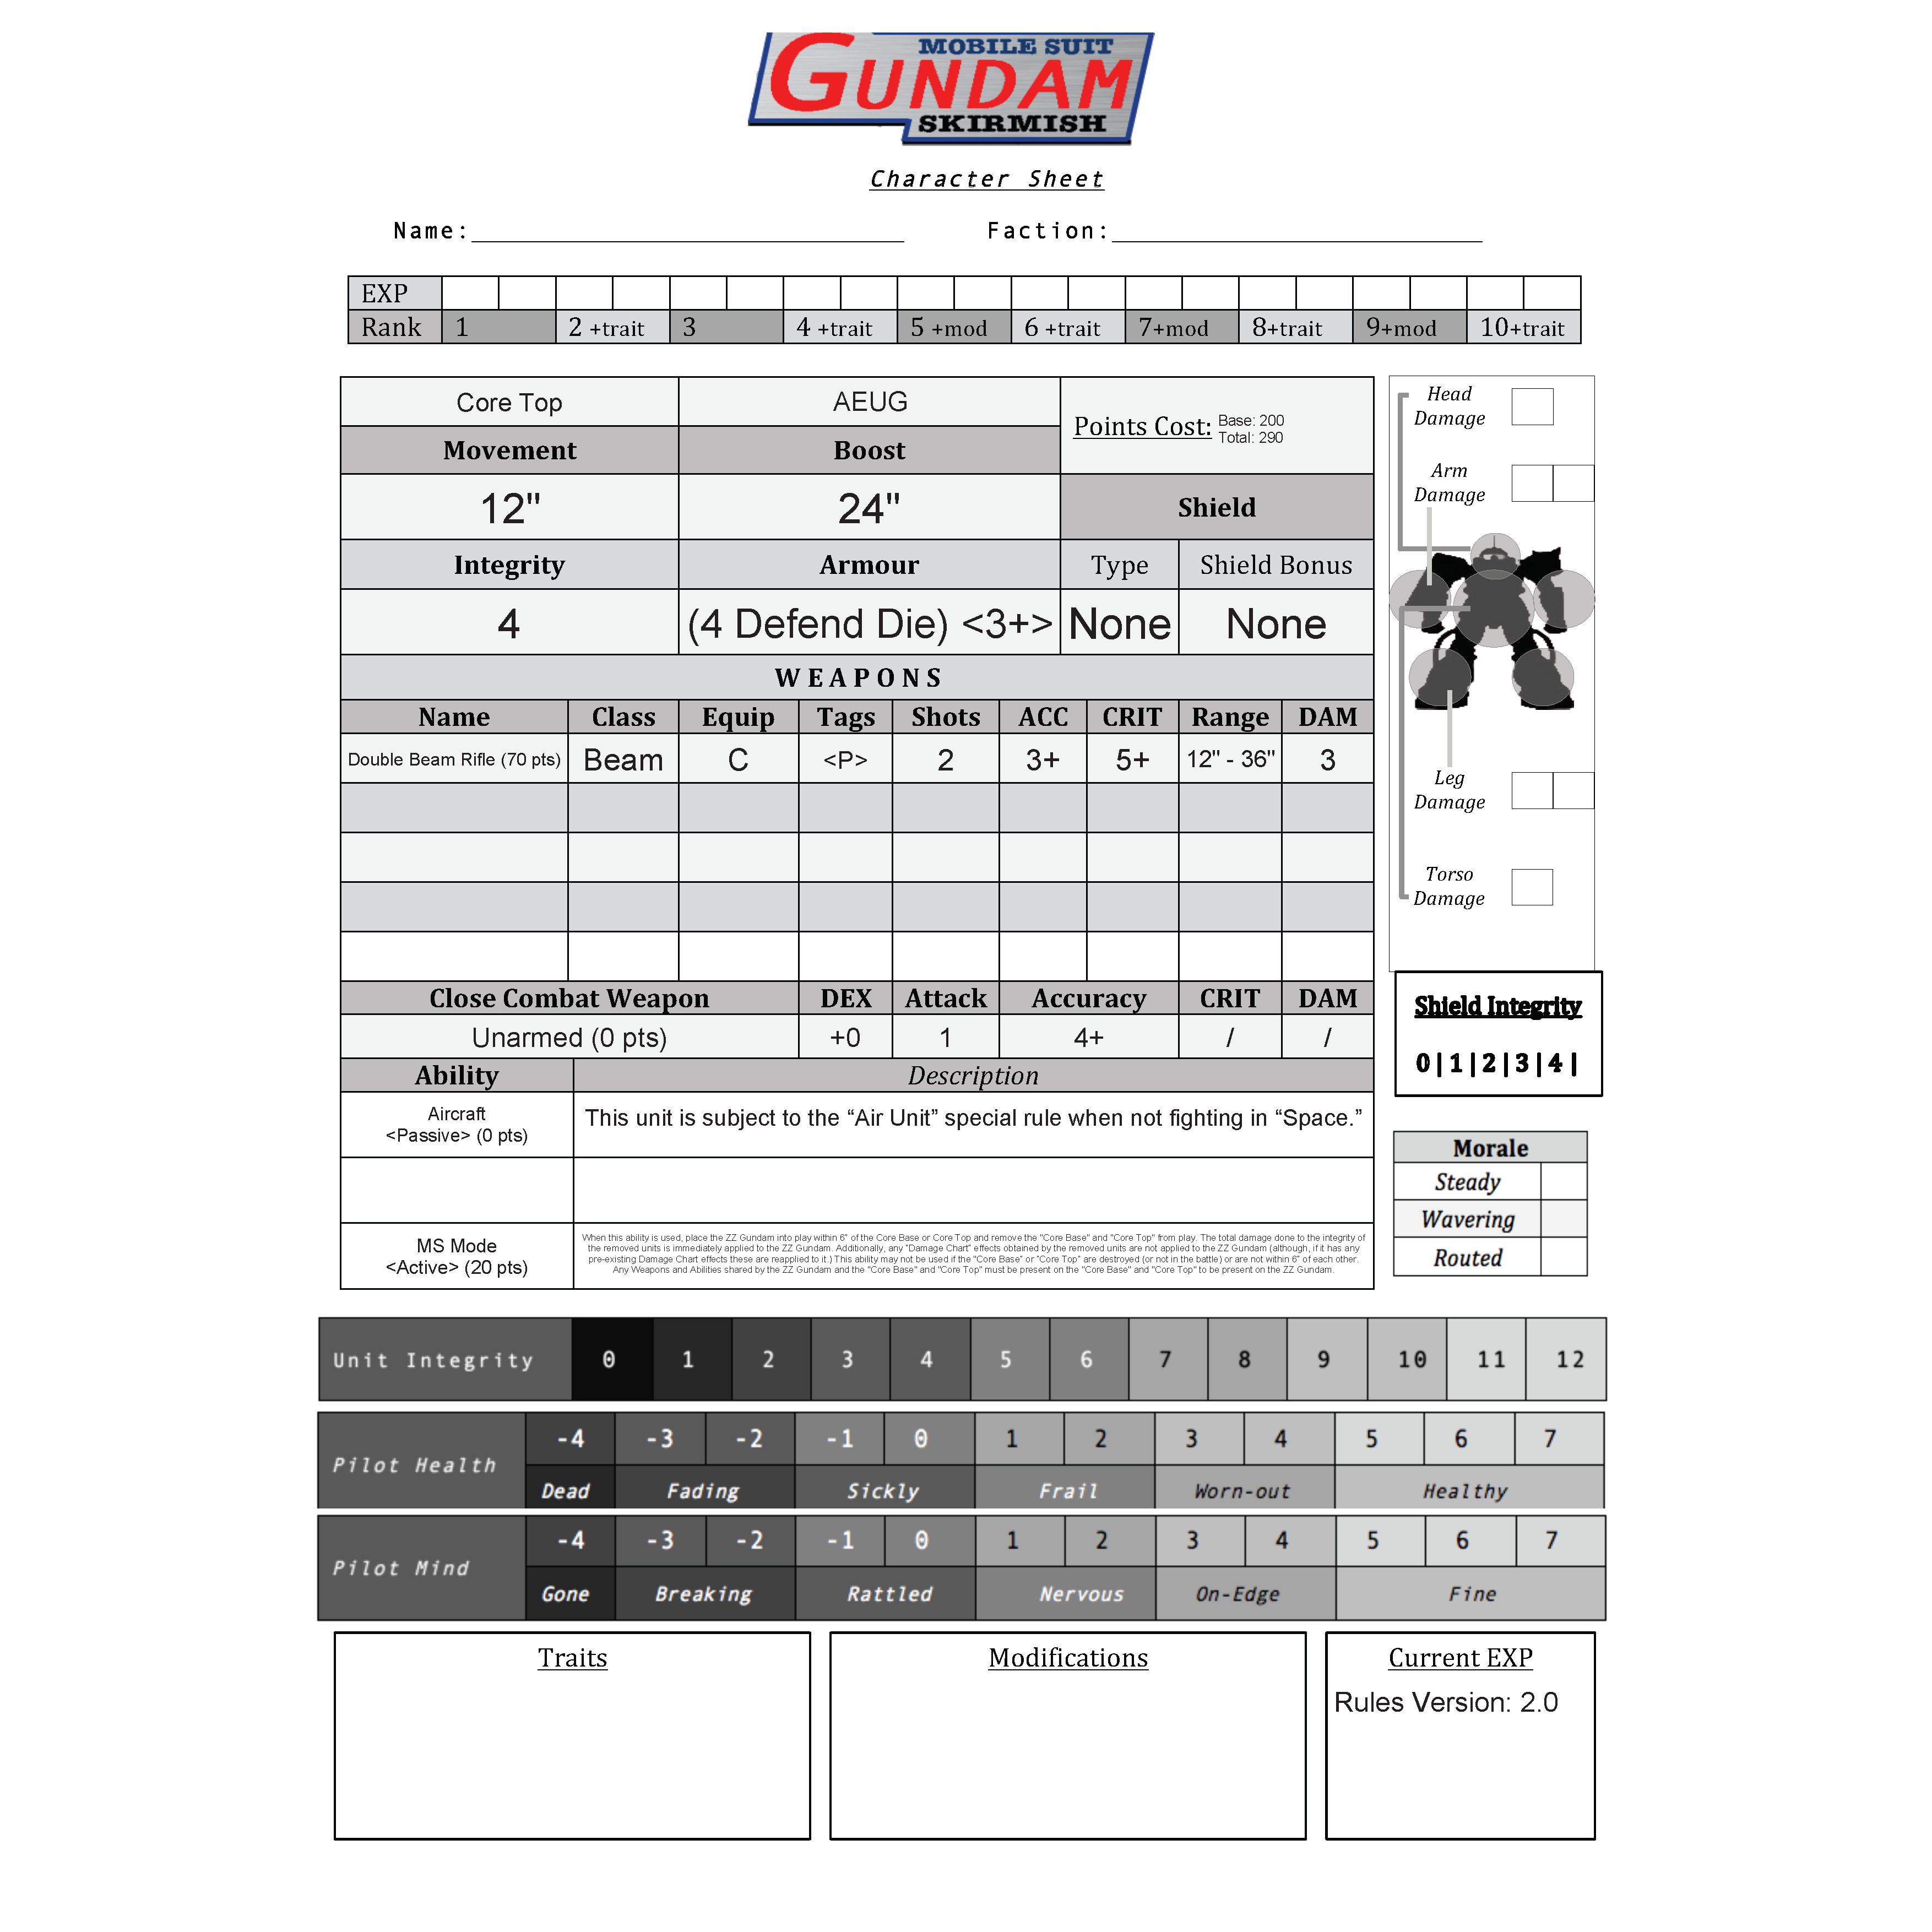 MOBILE SUIT
GUNDAM
SKIRMISH
Character Sheet
Name: Faction:
EXP
Rank 1 2 +trait 3 4 +trait 5 +mod 6 +trait 7+mod 8+trait 9+mod 10+trait
Core Top AEUG Points Cost: Base: 200
Total: 290
Movement Boost
12" 24" Shield
Integrity Armour Type Shield Bonus
4 (4 Defend Die) <3+> None None
WEAPONS
Name Class Equip Tags Shots ACC CRIT Range DAM
Double Beam Rifle (70 pts) Beam C <P> 2 3+ 5+ 12" - 36" 3
Close Combat Weapon DEX Attack Accuracy CRIT DAM
Unarmed (0 pts) +0 1 4+ / /
Ability Description
Aircraft
<Passive> (0 pts)
This unit is subject to the “Air Unit” special rule when not fighting in “Space.”
MS Mode
<Active> (20 pts)
When this ability is used, place the ZZ Gundam into play within 6" of the Core Base or Core Top and remove the "Core Base" and "Core Top" from play. The total damage done to the integrity of
the removed units is immediately applied to the ZZ Gundam. Additionally, any "Damage Chart" effects obtained by the removed units are not applied to the ZZ Gundam (although, if it has any
pre-existing Damage Chart effects these are reapplied to it.) This ability may not be used if the "Core Base" or "Core Top" are destroyed (or not in the battle) or are not within 6" of each other.
Any Weapons and Abilities shared by the ZZ Gundam and the "Core Base" and "Core Top" must be present on the "Core Base" and "Core Top" to be present on the ZZ Gundam.
Head
Damage
Arm
Damage
Leg
Damage
Torso
Damage
Shield Integrity
0|1|2|3|4|
Morale
Steady
Wavering
Routed
Unit Integrity 0 1 2 3 4 5 6 7 8 9 10 11 12
Pilot Health -4 -3 -2 -1 0 1 2 3 4 5 6 7
Dead Fading Sickly Frail Worn-out Healthy
Pilot Mind -4 -3 -2 -1 0 1 2 3 4 5 6 7
Gone Breaking Rattled Nervous On-Edge Fine
Traits Modifications Current EXP
Rules Version: 2.0